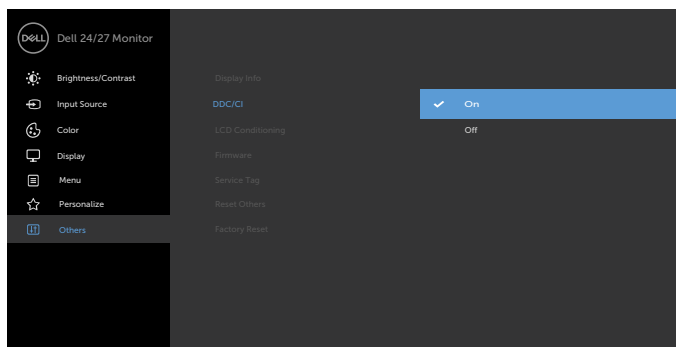 DELL
Dell 24/27 Monitor
Brightness/Contrast
Input Source
Color
Display
Menu
Personalize
Others
Display Info
DDC/CI
LCD Conditioning
Firmware
Service Tag
Reset Others
Factory Reset
On
Off